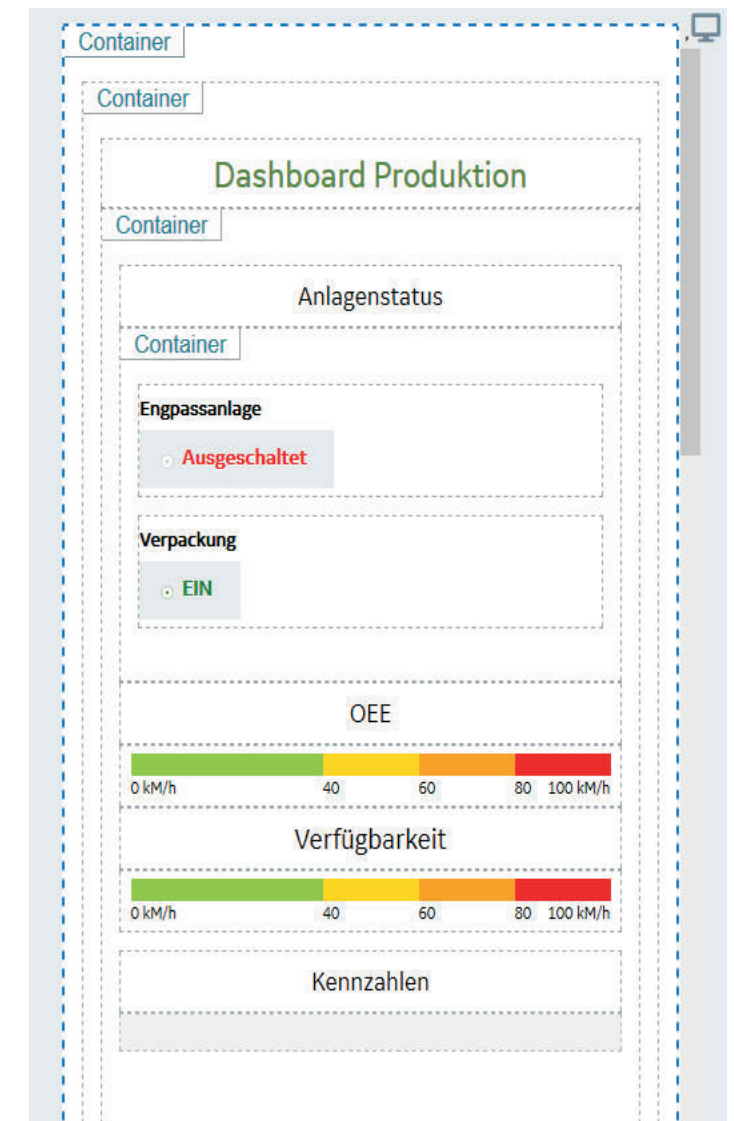 Container
Container
Dashboard Produktion
Container
Anlagenstatus
Container
Engpassanlage
Ausgeschaltet
Verpackung
EIN
OEE
0 kM/h 40 60 80 100 kM/h
Verfügbarkeit
0 kM/h 40 60 80 100 kM/h
Kennzahlen